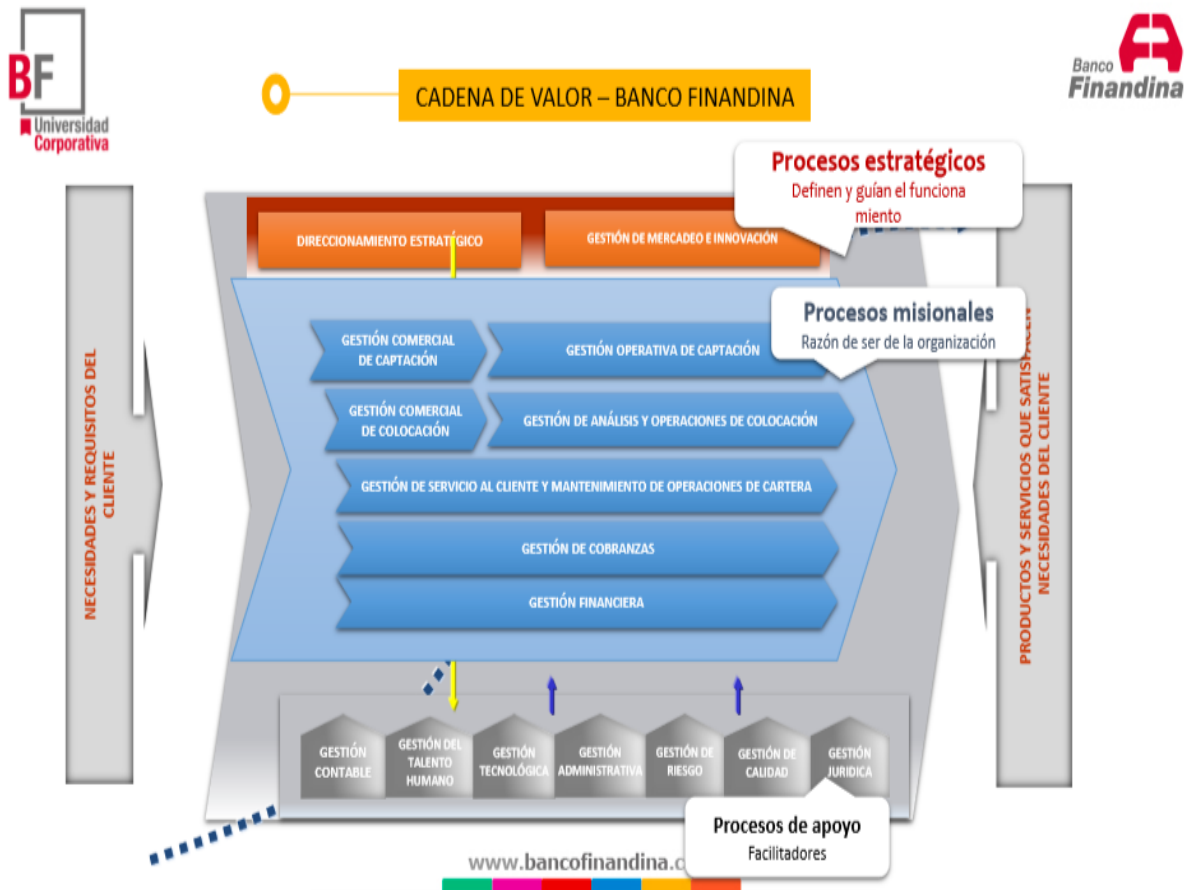 BF
Universidad
Corporativa
Banco
Finandina
CADENA DE VALOR – BANCO FINANDINA
Procesos estratégicos
Definen y guían el funciona
miento
DIRECCIONAMIENTO ESTRATÉGICO
GESTIÓN DE MERCADEO E INNOVACIÓN
Procesos misionales
Razón de ser de la organización
NECESIDADES Y REQUISITOS DEL
CLIENTE
GESTIÓN COMERCIAL
DE CAPTACIÓN
GESTIÓN OPERATIVA DE CAPTACIÓN
GESTIÓN COMERCIAL
DE COLOCACIÓN
GESTIÓN DE ANÁLISIS Y OPERACIONES DE COLOCACIÓN
GESTIÓN DE SERVICIO AL CLIENTE Y MANTENIMIENTO DE OPERACIONES DE CARTERA
GESTIÓN DE COBRANZAS
GESTIÓN FINANCIERA
PRODUCTOS Y SERVICIOS QUE SATISFACEN
NECESIDADES DEL CLIENTE
GESTIÓN
CONTABLE
GESTIÓN DEL
TALENTO
HUMANO
GESTIÓN
TECNOLÓGICA
GESTIÓN
ADMINISTRATIVA
GESTIÓN DE
RIESGO
GESTIÓN DE
CALIDAD
GESTIÓN
JURIDICA
Procesos de apoyo
Facilitadores
www.bancofinandina.c